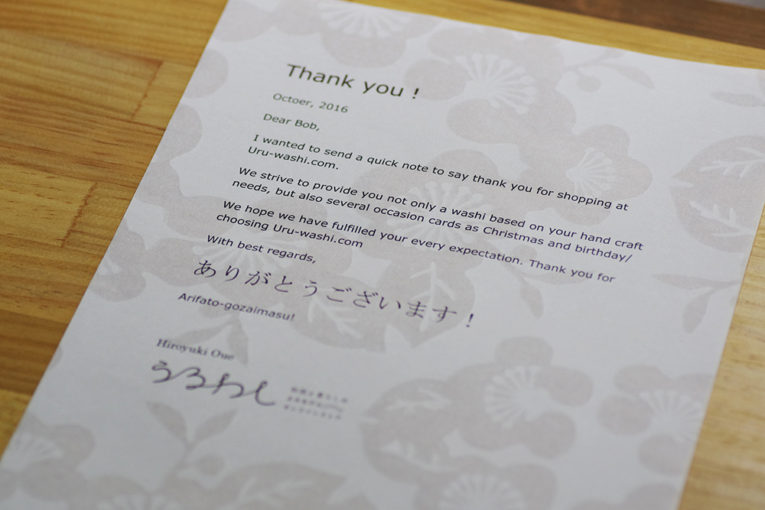 Thank you !
Octoer, 2016
Dear Bob,
I wanted to send a quick note to say thank you for shopping at
Uru-washi.com.
We strive to provide you not only a washi based on your hand craft
needs, but also several occasion cards as Christmas and birthday/
We hope we have fulfilled your every expectation. Thank you for
choosing Uru-washi.com
With best regards,
ありがとうございます！
Arifato-gozaimasu!
Hiroyuki Oue
うるわし